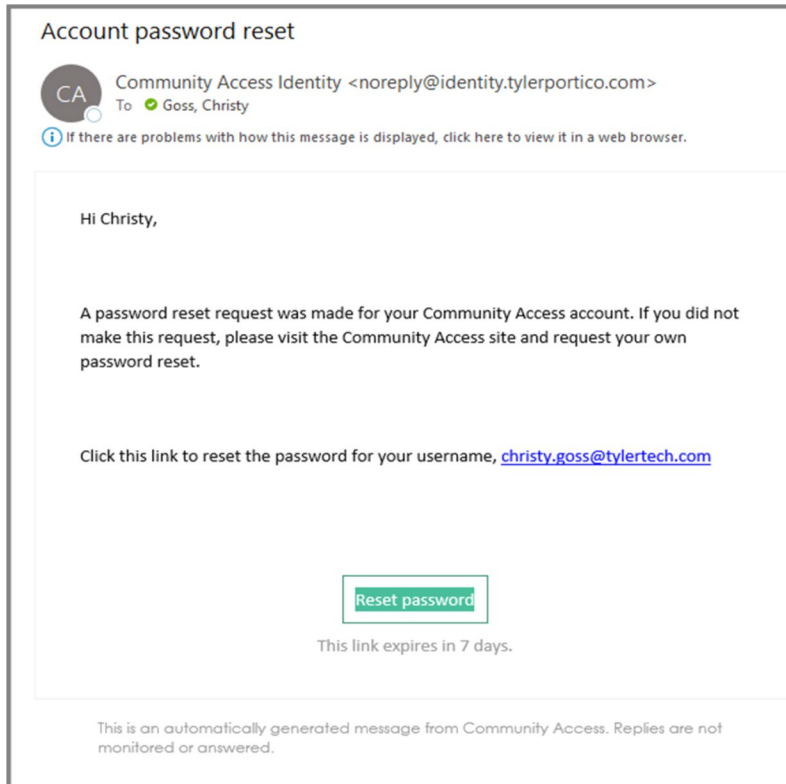 Account password reset
CA
Community Access Identity <noreply@identity.tylerportico.com>
To Goss, Christy
If there are problems with how this message is displayed, click here to view it in a web browser.
Hi Christy,
A password reset request was made for your Community Access account. If you did not
make this request, please visit the Community Access site and request your own
password reset.
Click this link to reset the password for your username, christy.goss@tylertech.com
Reset password
This link expires in 7 days.
This is an automatically generated message from Community Access. Replies are not
monitored or answered.